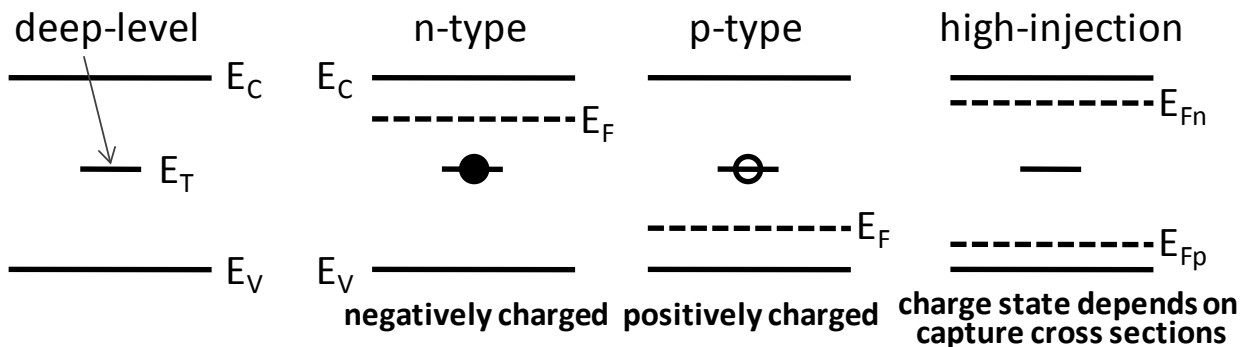 deep-level
n-type
p-type
high-injection
E_C
E_C
E_Fn
E_F
E_T
E_F
E_Fp
E_V
E_V
negatively charged
positively charged
charge state depends on
capture cross sections